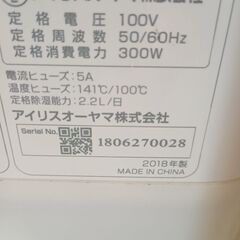 定格電圧 100V
定格周波数 50/60Hz
定格消費電力 300W
電流ヒューズ：5A
温度ヒューズ：141℃/100℃
定格除湿能力：2.2L/日
アイリスオーヤマ株式会社
Serial No.
1806270028
2018年製
MADE IN CHINA